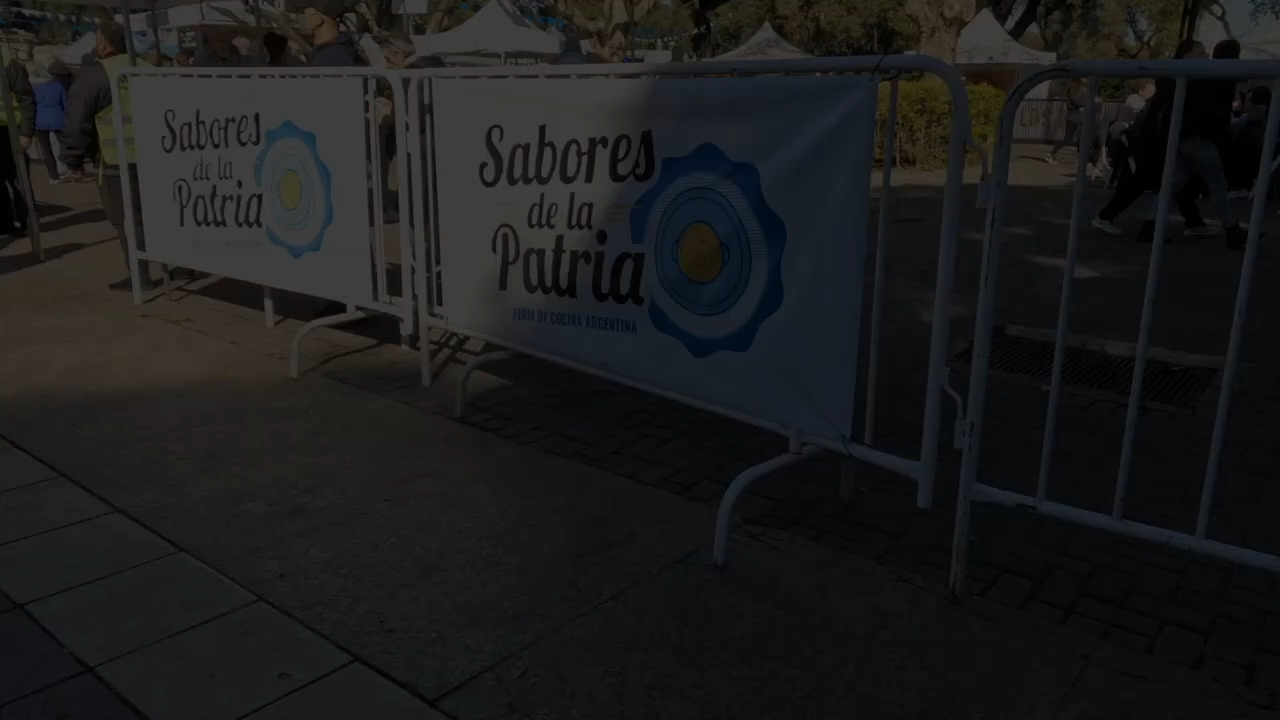 Sabores
de la
Patria
Sabores
de la
Patria
FERIA DE COCINA ARGENTINA